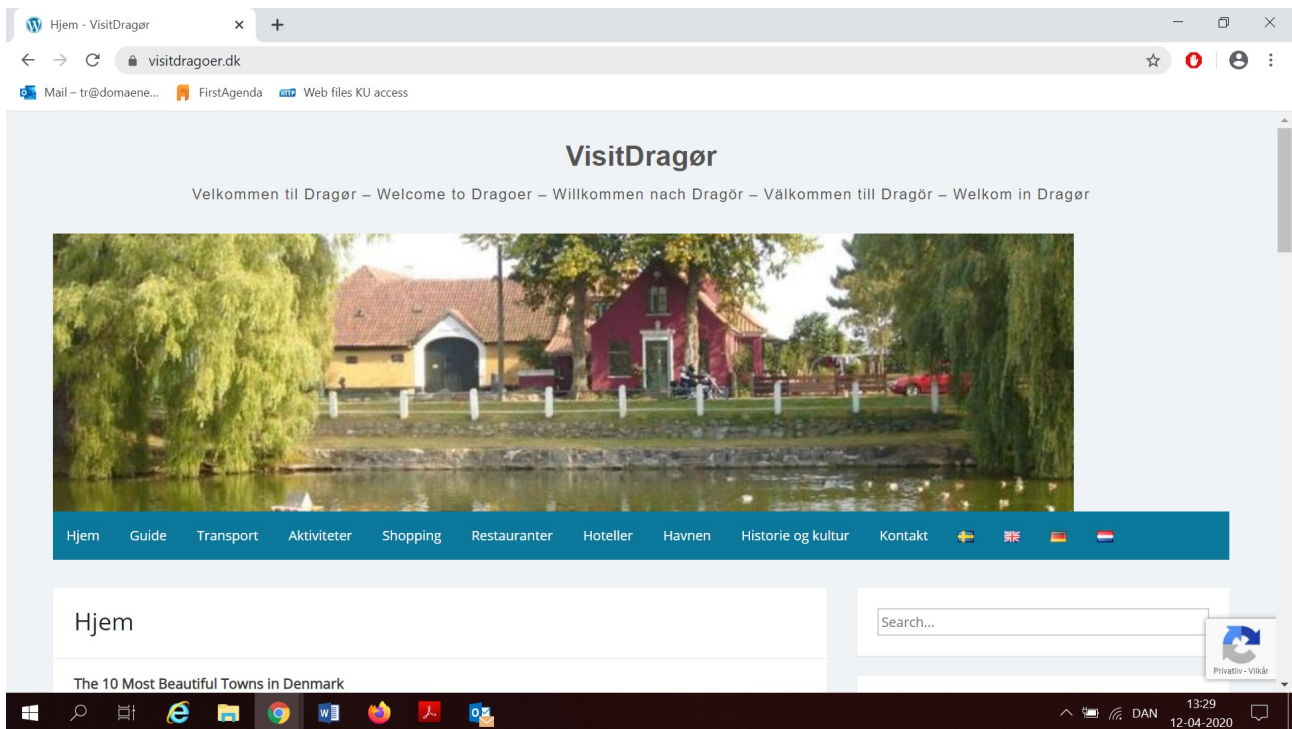 Hjem - VisitDragør
visitdragoer.dk
Mail – tr@domaene... FirstAgenda Web files KU access
VisitDragør
Velkommen til Dragør – Welcome to Dragoer – Willkommen nach Dragör – Välkommen till Dragör – Welkom in Dragør
Hjem Guide Transport Aktiviteter Shopping Restauranter Hoteller Havnen Historie og kultur Kontakt
Hjem
Search...
Privatliv - Vilkår
The 10 Most Beautiful Towns in Denmark
DAN
13:29
12-04-2020